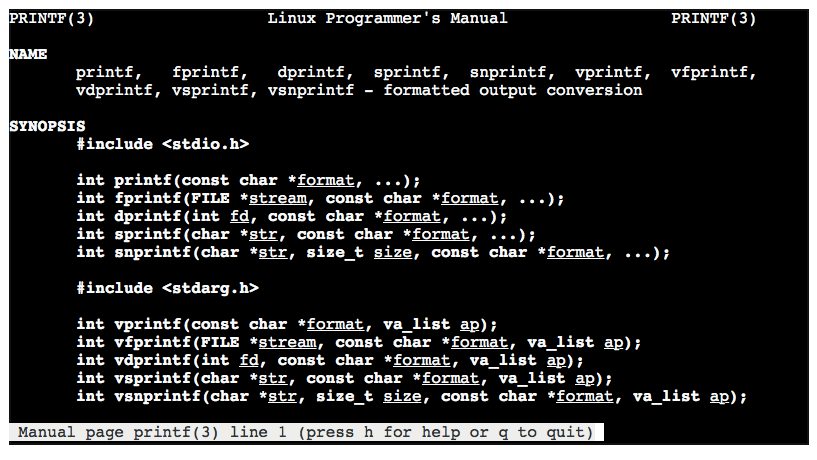 PRINTF(3) Linux Programmer's Manual PRINTF(3)
NAME
printf, fprintf, dprintf, sprintf, snprintf, vprintf, vfprintf,
vdprintf, vsprintf, vsnprintf - formatted output conversion
SYNOPSIS
#include <stdio.h>
int printf(const char *format, ...);
int fprintf(FILE *stream, const char *format, ...);
int dprintf(int fd, const char *format, ...);
int sprintf(char *str, const char *format, ...);
int snprintf(char *str, size_t size, const char *format, ...);
#include <stdarg.h>
int vprintf(const char *format, va_list ap);
int vfprintf(FILE *stream, const char *format, va_list ap);
int vdprintf(int fd, const char *format, va_list ap);
int vsprintf(char *str, const char *format, va_list ap);
int vsnprintf(char *str, size_t size, const char *format, va_list ap);
Manual page printf(3) line 1 (press h for help or q to quit)